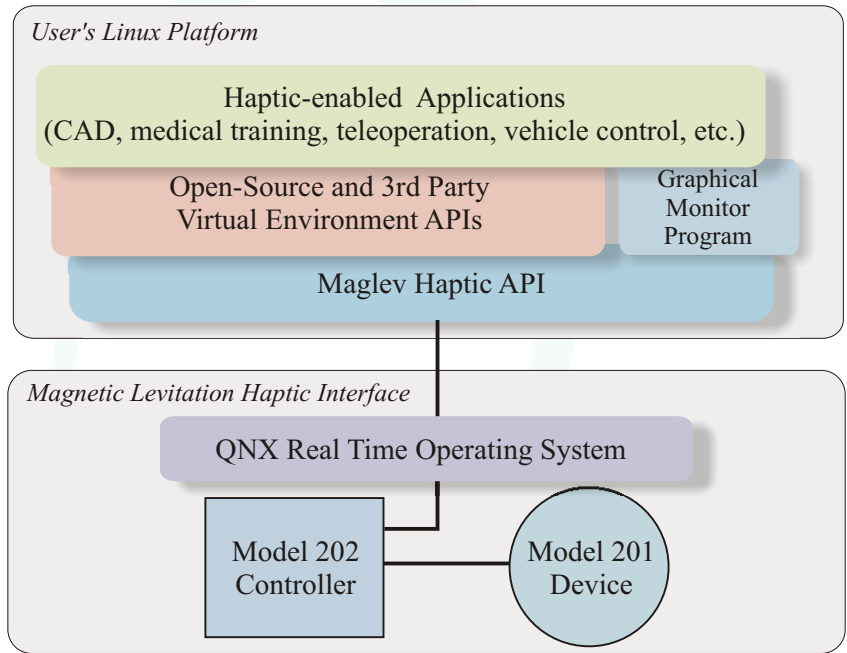 User's Linux Platform
Haptic-enabled Applications
(CAD, medical training, teleoperation, vehicle control, etc.)
Open-Source and 3rd Party
Virtual Environment APIs
Graphical
Monitor
Program
Maglev Haptic API
Magnetic Levitation Haptic Interface
QNX Real Time Operating System
Model 202
Controller
Model 201
Device